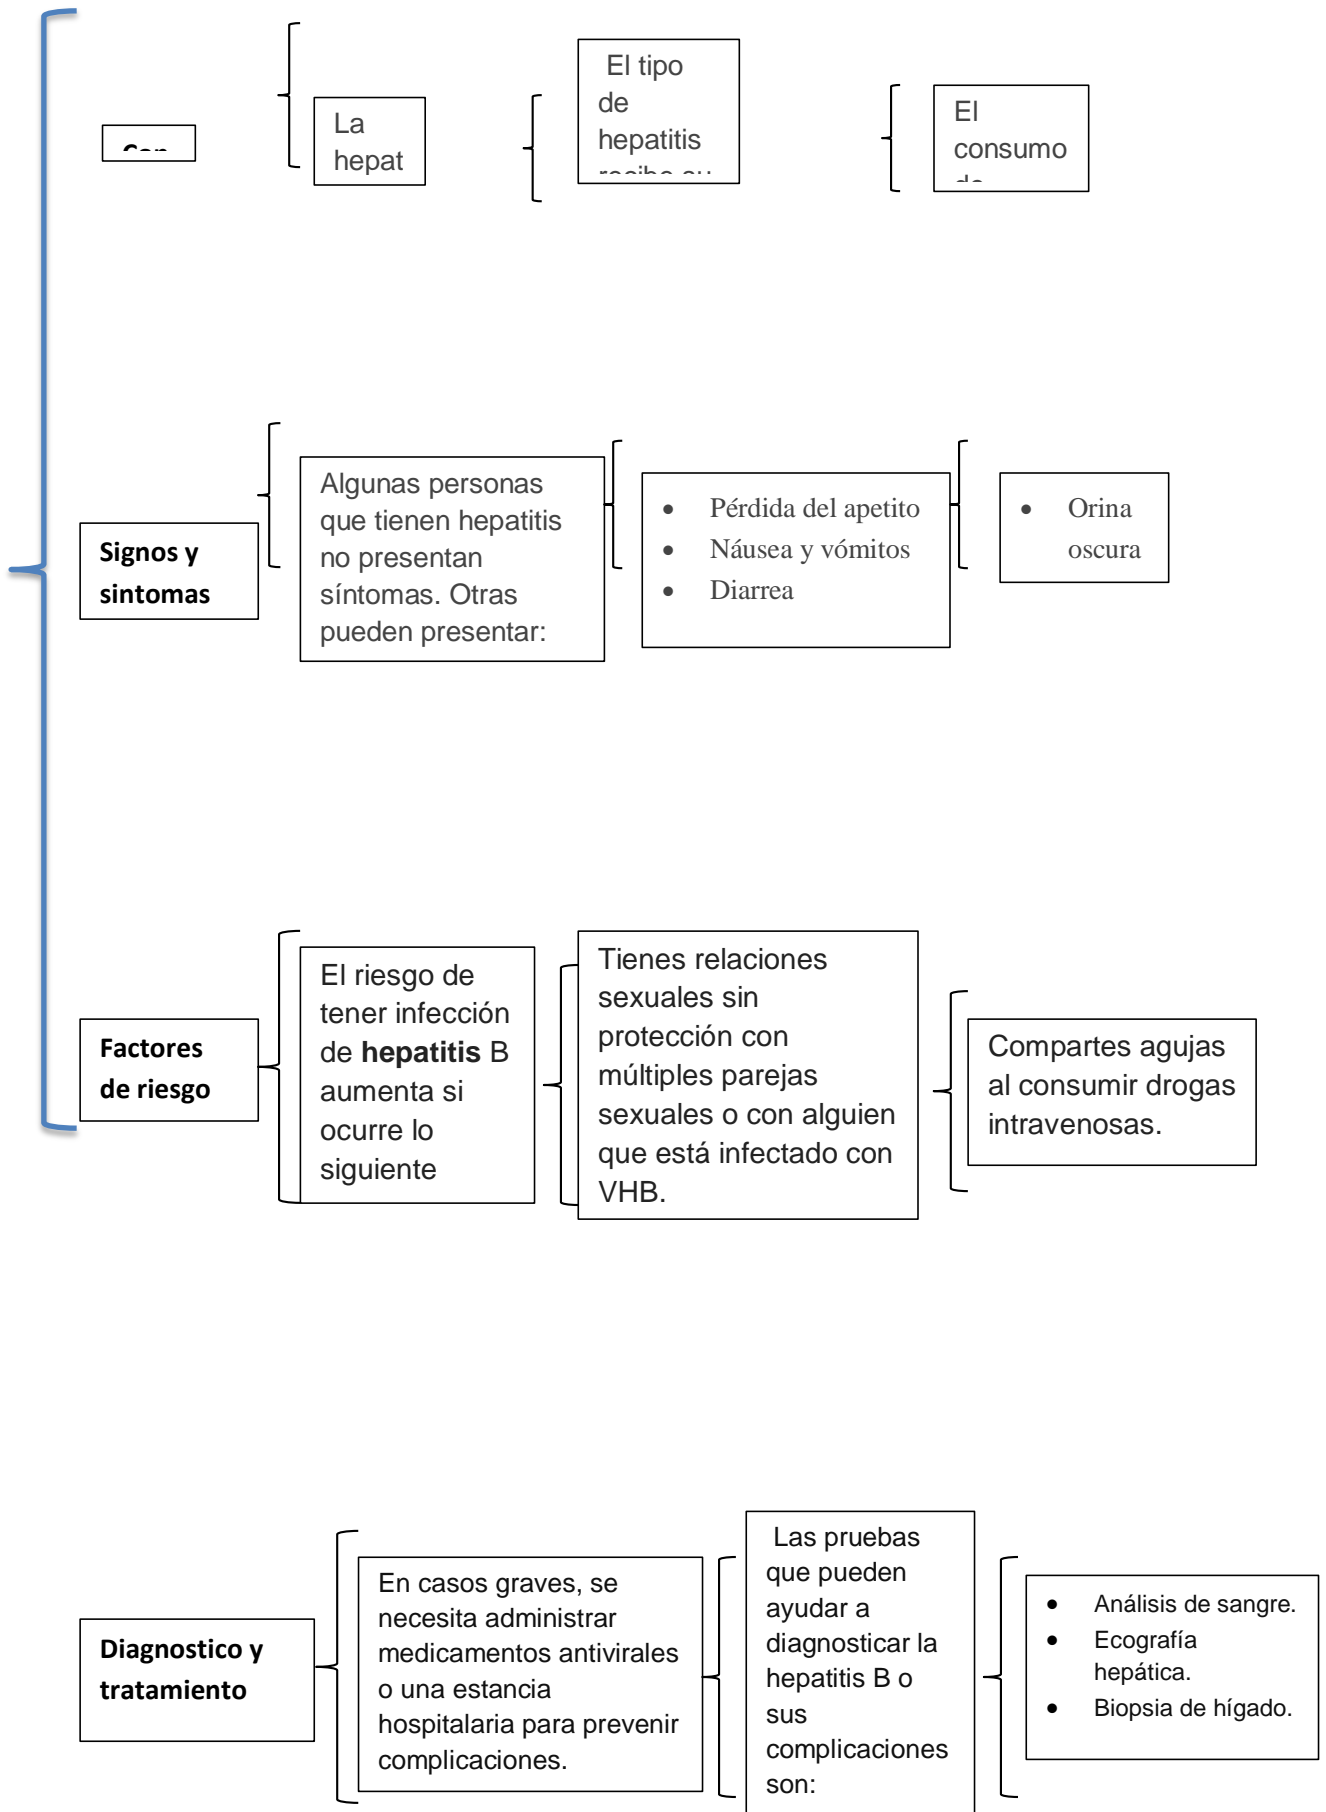 La
hepat
El tipo
de
hepatitis
El
consumo
Signos y
sintomas
Algunas personas
que tienen hepatitis
no presentan
síntomas. Otras
pueden presentar:
• Pérdida del apetito
• Náusea y vómitos
• Diarrea
• Orina
oscura
Factores
de riesgo
El riesgo de
tener infección
de hepatitis B
aumenta si
ocurre lo
siguiente
Tienes relaciones
sexuales sin
protección con
múltiples parejas
sexuales o con alguien
que está infectado con
VHB.
Compartes agujas
al consumir drogas
intravenosas.
Diagnostico y
tratamiento
En casos graves, se
necesita administrar
medicamentos antivirales
o una estancia
hospitalaria para prevenir
complicaciones.
Las pruebas
que pueden
ayudar a
diagnosticar la
hepatitis B o
sus
complicaciones
son:
• Análisis de sangre.
• Ecografía
hepática.
• Biopsia de hígado.